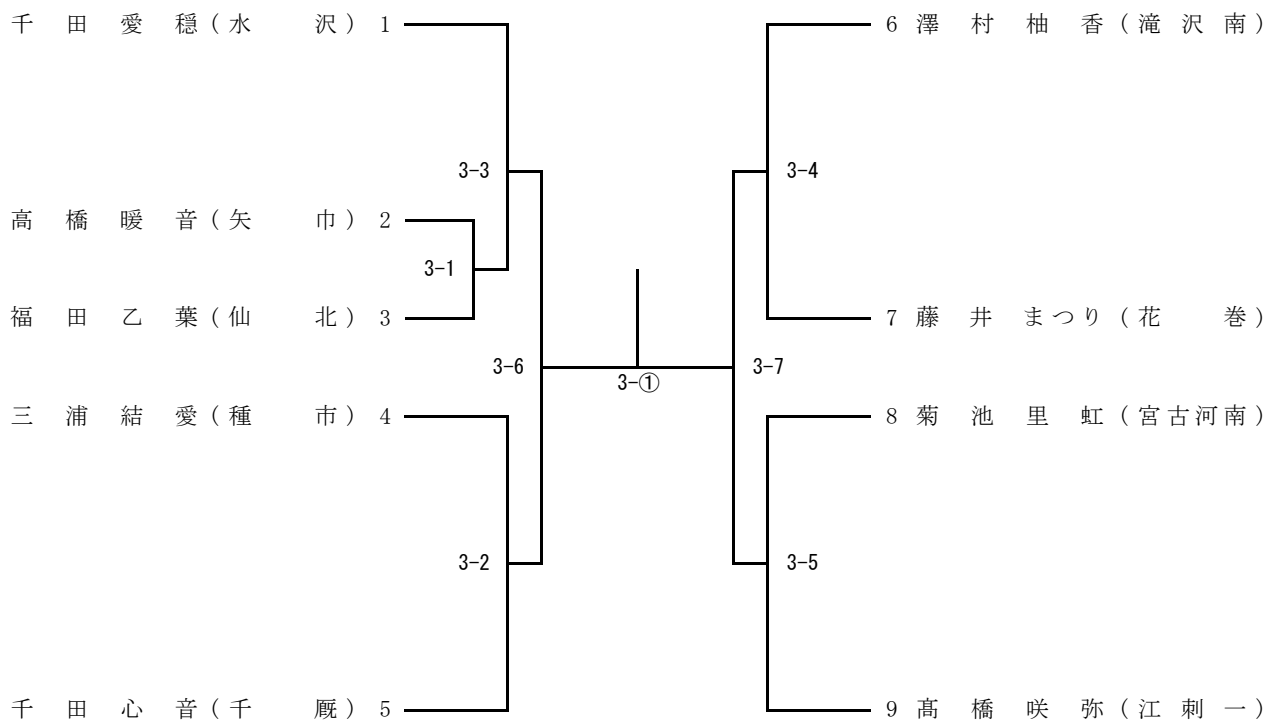 千田愛穏(水沢) 1
3-3
高橋暖音(矢巾) 2
3-1
福田乙葉(仙北) 3
3-6
三浦結愛(種市) 4
3-2
千田心音(千厩) 5
3-①
6 澤村柚香(滝沢南)
3-4
7 藤井まつり(花巻)
3-7
8 菊池里虹(宮古河南)
3-5
9 髙橋咲弥(江刺一)